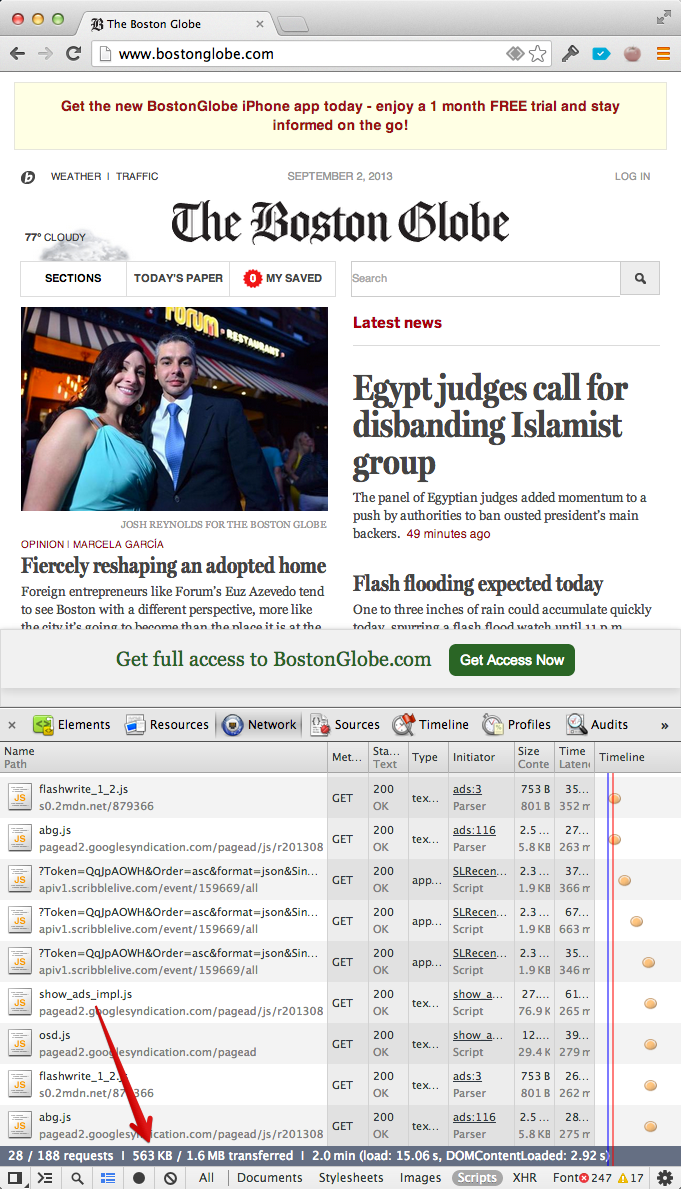 The Boston Globe
www.bostonglobe.com
Get the new BostonGlobe iPhone app today - enjoy a 1 month FREE trial and stay
informed on the go!
b WEATHER | TRAFFIC SEPTEMBER 2, 2013 LOG IN
The Boston Globe
77° CLOUDY
SECTIONS TODAY'S PAPER 0 MY SAVED Search
FORUM
RESTAURANT
Latest news
Egypt judges call for
disbanding Islamist
group
The panel of Egyptian judges added momentum to a
push by authorities to ban ousted president's main
backers. 49 minutes ago
JOSH REYNOLDS FOR THE BOSTON GLOBE
OPINION | MARCELA GARCÍA
Fiercely reshaping an adopted home
Foreign entrepreneurs like Forum's Euz Azevedo tend
to see Boston with a different perspective, more like
the city it's going to become than the place it is at the
Flash flooding expected today
One to three inches of rain could accumulate quickly
today, spurring a flash flood watch until 11 p.m.
Get full access to BostonGlobe.com Get Access Now
× Elements Resources Network Sources Timeline Profiles Audits »
Name Met... Sta... Type Initiator Size Time Timeline
Path Text Conte Laten
flashwrite_1_2.js GET 200 tex... ads:3 753 B 35...
s0.2mdn.net/879366 OK Parser 801 B 352 m
abg.js GET 200 tex... ads:116 2.5 ... 27...
pagead2.googlesyndication.com/pagead/js/r201308 OK Parser 5.8 KB 263 m
?Token=QqJpAOWH&Order=asc&format=json&Sin... GET 200 app... SLRecen... 2.3 ... 37...
apiv1.scribblelive.com/event/159669/all OK Script 1.9 KB 366 m
?Token=QqJpAOWH&Order=asc&format=json&Sin... GET 200 app... SLRecen... 2.3 ... 67...
apiv1.scribblelive.com/event/159669/all OK Script 1.9 KB 663 m
?Token=QqJpAOWH&Order=asc&format=json&Sin... GET 200 app... SLRecen... 2.3 ... 35...
apiv1.scribblelive.com/event/159669/all OK Script 1.9 KB 346 m
show_ads_impl.js GET 200 tex... show_a... 27.... 61...
pagead2.googlesyndication.com/pagead/js/r201308 OK Script 76.9 K 265 m
osd.js GET 200 tex... show_a... 12.... 39...
pagead2.googlesyndication.com/pagead OK Script 29.4 K 279 m
flashwrite_1_2.js GET 200 tex... ads:3 753 B 26...
s0.2mdn.net/879366 OK Parser 801 B 262 m
abg.js GET 200 tex... ads:116 2.5 ... 28...
pagead2.googlesyndication.com/pagead/js/r201308 OK Parser 5.8 KB 275 m
28 / 188 requests | 563 KB / 1.6 MB transferred | 2.0 min (load: 15.06 s, DOMContentLoaded: 2.92 s)
All Documents Stylesheets Images Scripts XHR Font 247 17